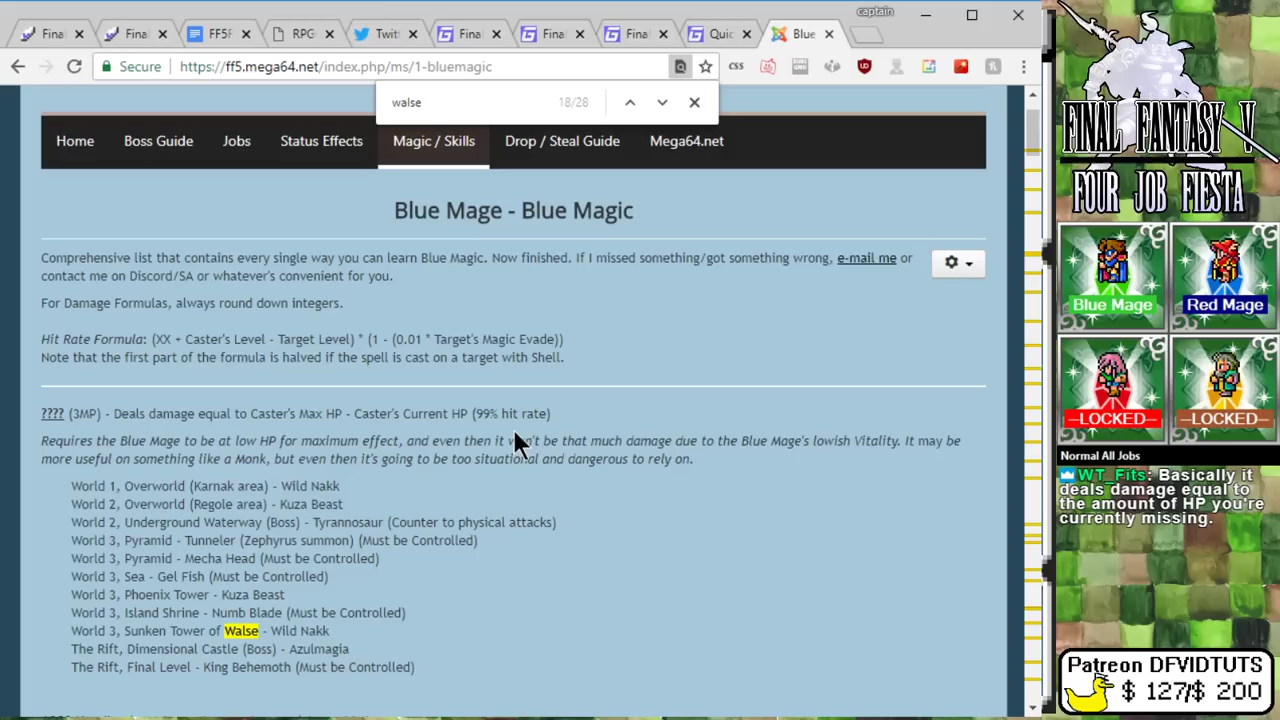 captain
Fina
Fina
FF5F
RPG
Twit
Final
Final
Final
Quic
Blue
Secure
https://ff5.mega64.net/index.php/ms/1-bluemagic
css
walse
18/28
Home
Boss Guide
Jobs
Status Effects
Magic / Skills
Drop / Steal Guide
Mega64.net
Blue Mage - Blue Magic
Comprehensive list that contains every single way you can learn Blue Magic. Now finished. If I missed something/got something wrong, e-mail me or
contact me on Discord/SA or whatever's convenient for you.
For Damage Formulas, always round down integers.
Hit Rate Formula: (XX + Caster's Level - Target Level) * (1 - (0.01 * Target's Magic Evade))
Note that the first part of the formula is halved if the spell is cast on a target with Shell.
???? (3MP) - Deals damage equal to Caster's Max HP - Caster's Current HP (99% hit rate)
Requires the Blue Mage to be at low HP for maximum effect, and even then it won't be that much damage due to the Blue Mage's lowish Vitality. It may be
more useful on something like a Monk, but even then it's going to be too situational and dangerous to rely on.
World 1, Overworld (Karnak area) - Wild Nakk
World 2, Overworld (Regole area) - Kuza Beast
World 2, Underground Waterway (Boss) - Tyrannosaur (Counter to physical attacks)
World 3, Pyramid - Tunneler (Zephyrus summon) (Must be Controlled)
World 3, Pyramid - Mecha Head (Must be Controlled)
World 3, Sea - Gel Fish (Must be Controlled)
World 3, Phoenix Tower - Kuza Beast
World 3, Island Shrine - Numb Blade (Must be Controlled)
World 3, Sunken Tower of Walse - Wild Nakk
The Rift, Dimensional Castle (Boss) - Azulmagia
The Rift, Final Level - King Behemoth (Must be Controlled)
FINAL FANTASY V
FOUR JOB FIESTA
Blue Mage
Red Mage
LOCKED
LOCKED
Normal All Jobs
WT_Fits: Basically it
deals damage equal to
the amount of HP you're
currently missing.
Patreon DFVIDTUTS
$ 127/$ 200